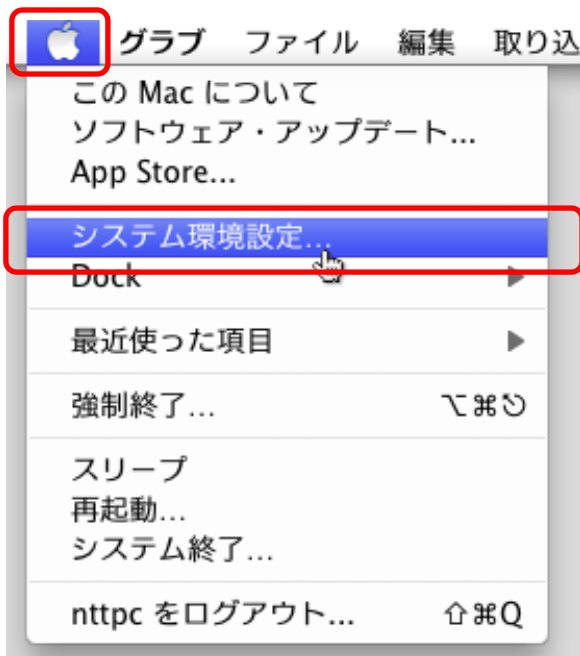 グラブ ファイル 編集 取り込
この Mac について
ソフトウェア・アップデート...
App Store...
システム環境設定...
Dock ▶
最近使った項目 ▶
強制終了... ⌥⌘⎋
スリープ
再起動...
システム終了...
nttpc をログアウト... ⇧⌘Q